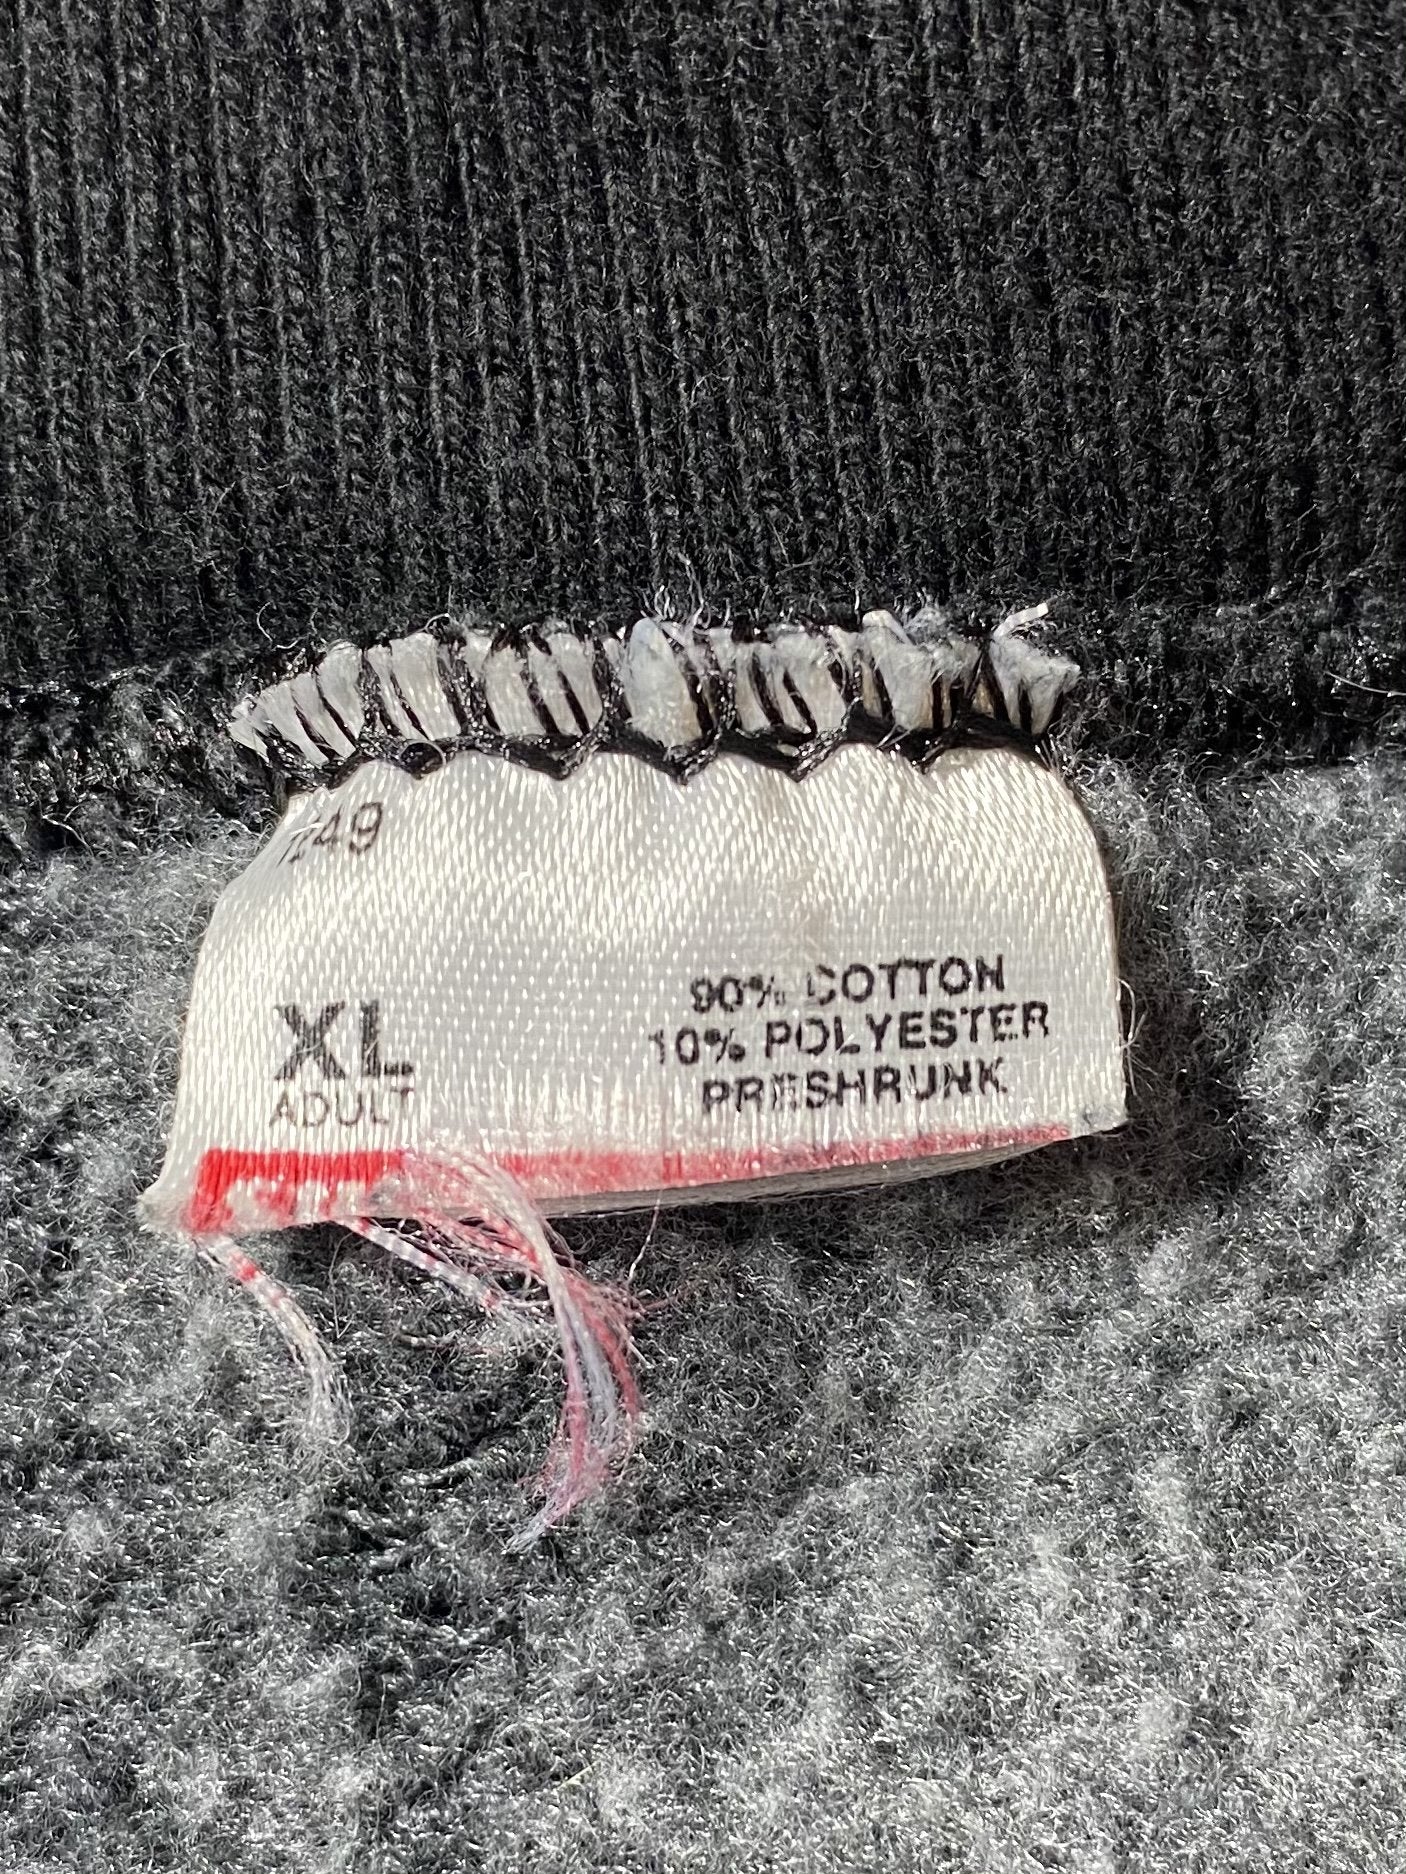 XL
ADULT
90% COTTON
10% POLYESTER
PRESHRUNK